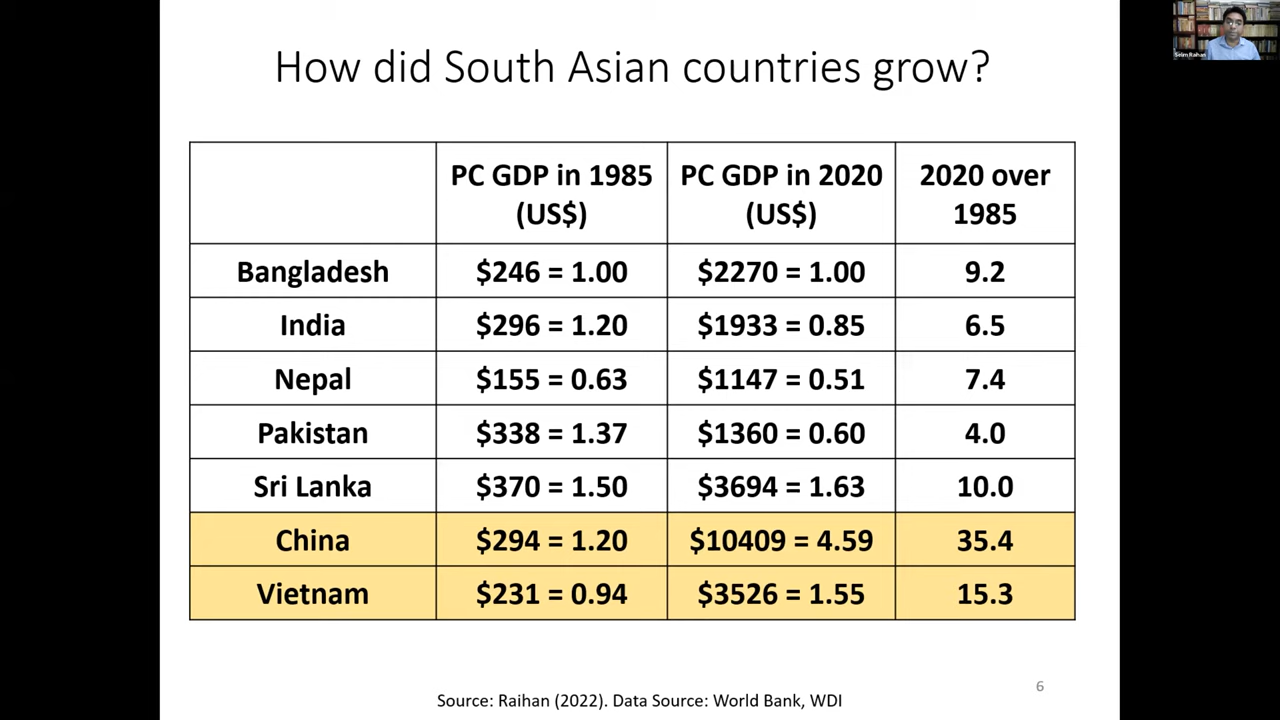 Selim Raihan
How did South Asian countries grow?
PC GDP in 1985 (US$) PC GDP in 2020 (US$) 2020 over 1985
Bangladesh $246 = 1.00 $2270 = 1.00 9.2
India $296 = 1.20 $1933 = 0.85 6.5
Nepal $155 = 0.63 $1147 = 0.51 7.4
Pakistan $338 = 1.37 $1360 = 0.60 4.0
Sri Lanka $370 = 1.50 $3694 = 1.63 10.0
China $294 = 1.20 $10409 = 4.59 35.4
Vietnam $231 = 0.94 $3526 = 1.55 15.3
6
Source: Raihan (2022). Data Source: World Bank, WDI